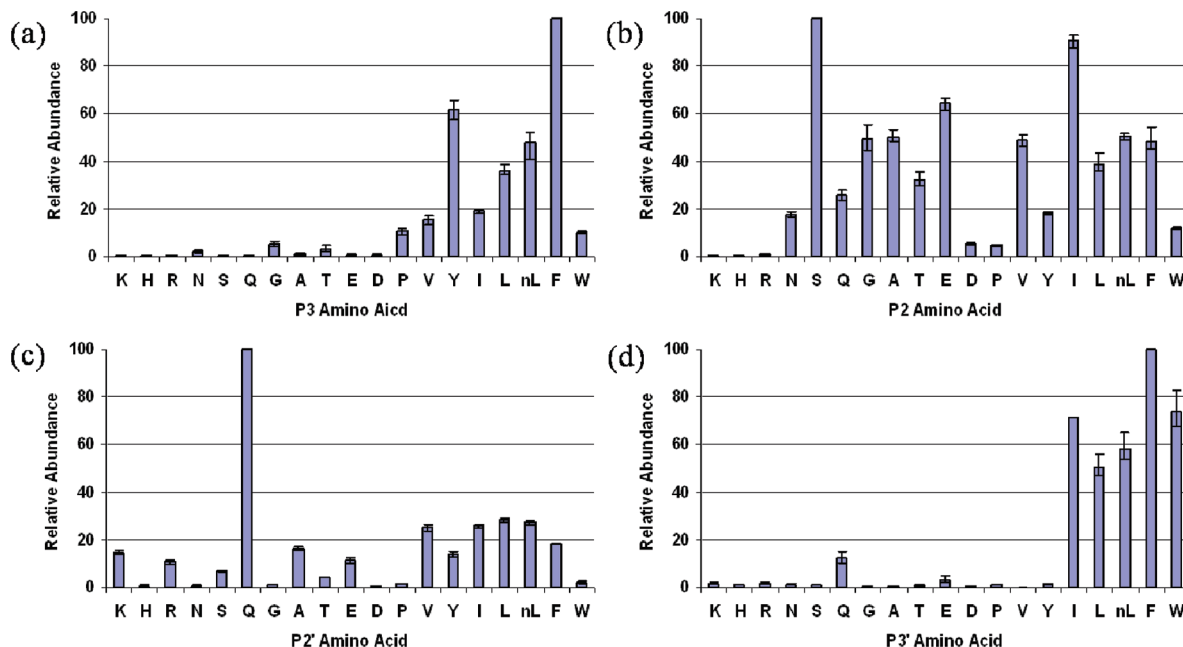 (a)
Relative Abundance
100
80
60
40
20
0
K H R N S Q G A T E D P V Y I L nL F W
P3 Amino Aicd
(b)
Relative Abundance
100
80
60
40
20
0
K H R N S Q G A T E D P V Y I L nL F W
P2 Amino Acid
(c)
Relative Abundance
100
80
60
40
20
0
K H R N S Q G A T E D P V Y I L nL F W
P2' Amino Acid
(d)
Relative Abundance
100
80
60
40
20
0
K H R N S Q G A T E D P V Y I L nL F W
P3' Amino Acid